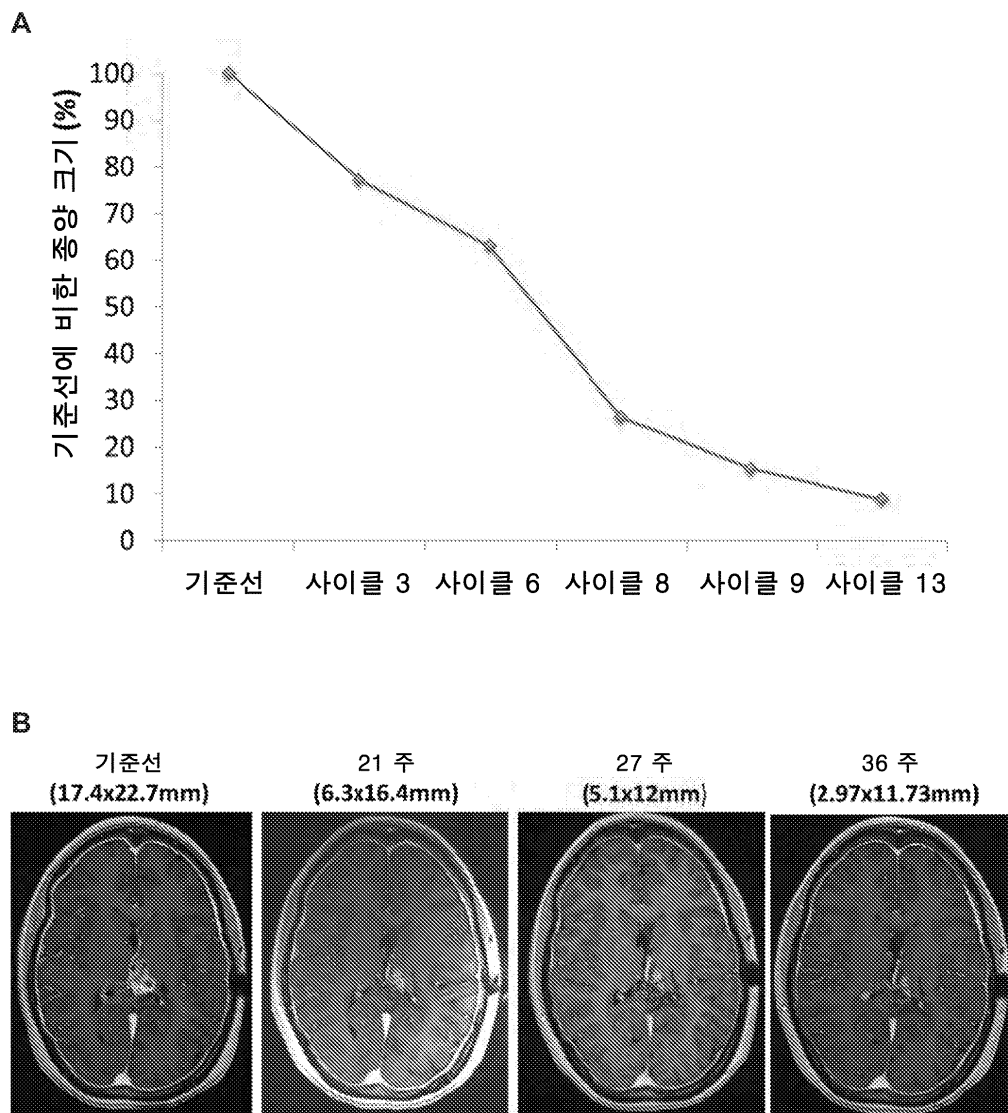 A
기준선에 비한 종양 크기 (%)
100
90
80
70
60
50
40
30
20
10
0
기준선 사이클 3 사이클 6 사이클 8 사이클 9 사이클 13
B
기준선 21 주 27 주 36 주
(17.4x22.7mm) (6.3x16.4mm) (5.1x12mm) (2.97x11.73mm)